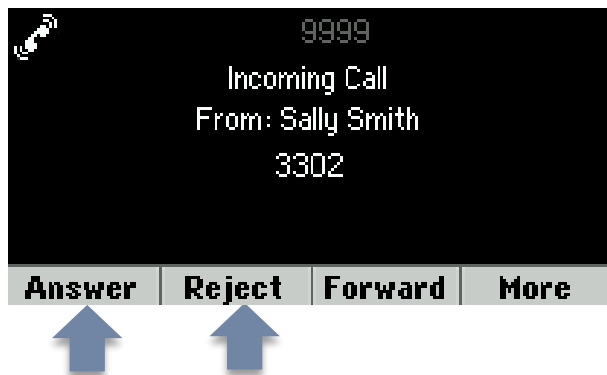 9999
Incoming Call
From: Sally Smith
3302
Answer Reject Forward More